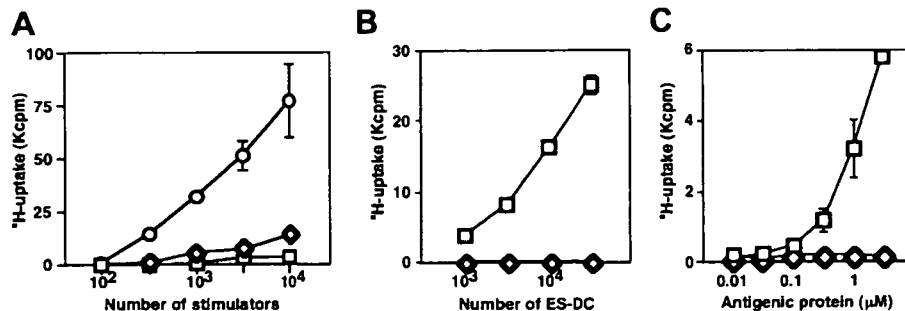 A
100
75
50
25
0
³H-uptake (Kcpm)
10² 10³ 10⁴
Number of stimulators
B
30
20
10
0
³H-uptake (Kcpm)
10³ 10⁴
Number of ES-DC
C
6
4
2
0
³H-uptake (Kcpm)
0.01 0.1 1
Antigenic protein (μM)